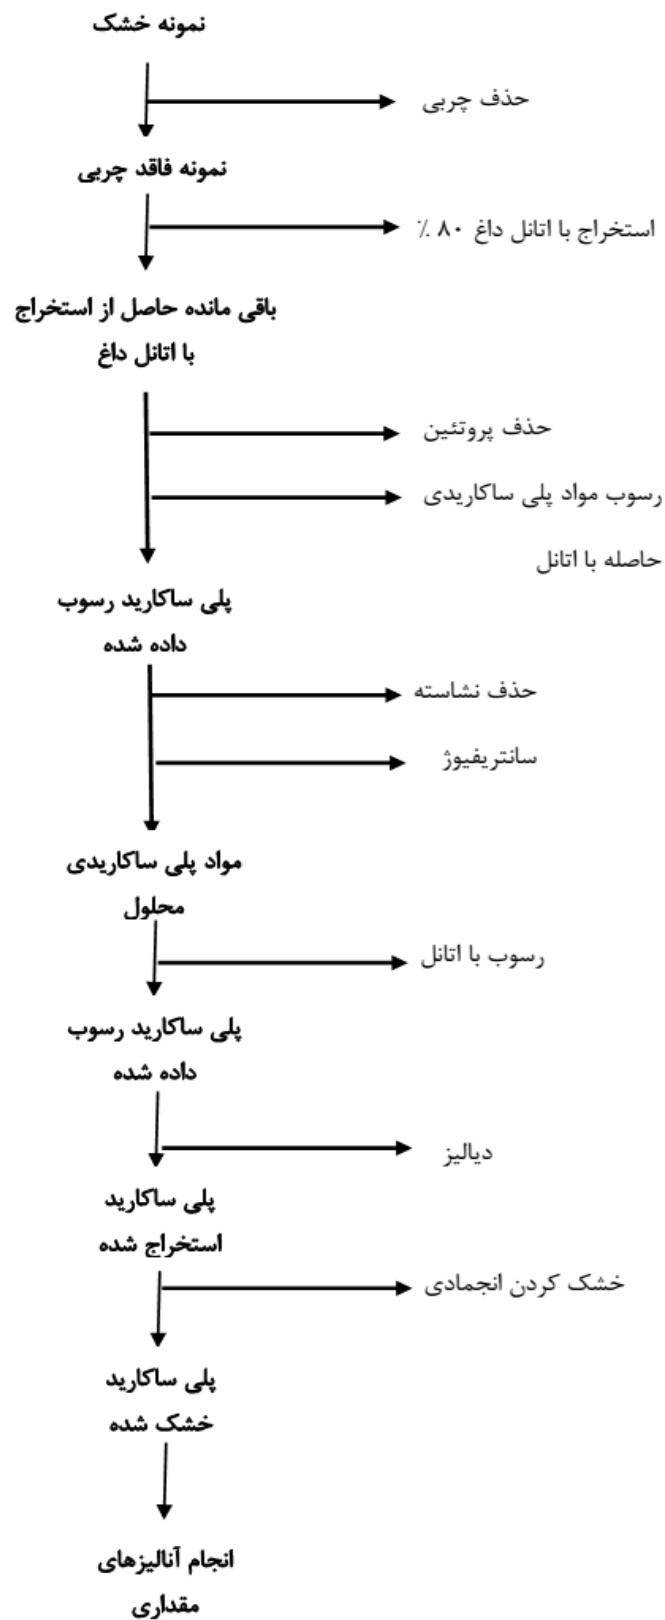 نمونه خشک
حذف چربی
نمونه فاقد چربی
استخراج با اتانل داغ ۸۰ ٪
باقی مانده حاصل از استخراج
با اتانل داغ
حذف پروتئین
رسوب مواد پلی ساکاریدی
حاصله با اتانل
پلی ساکارید رسوب
داده شده
حذف نشاسته
سانتریفیوژ
مواد پلی ساکاریدی
محلول
رسوب با اتانل
پلی ساکارید رسوب
داده شده
دیالیز
پلی ساکارید
استخراج شده
خشک کردن انجمادی
پلی ساکارید
خشک شده
انجام آنالیزهای
مقداری